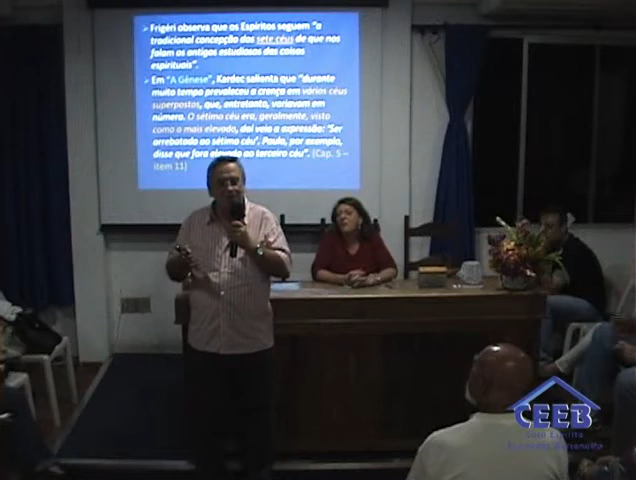 Frigéri observa que os Espíritos seguem "a
tradicional concepção dos sete céus de que nos
falam os antigos estudiosos das coisas
espirituais".
Em "A Gênese", Kardec salienta que "durante
muito tempo prevaleceu a crença em vários céus
superpostos, que, entretanto, variavam em
número. O sétimo céu era, geralmente, visto
como o mais elevado, daí veio a expressão: 'Ser
arrebatado ao sétimo céu'. Paulo, por exemplo,
disse que fora elevado ao terceiro céu". (Cap. 5 –
item 11)
CEEB